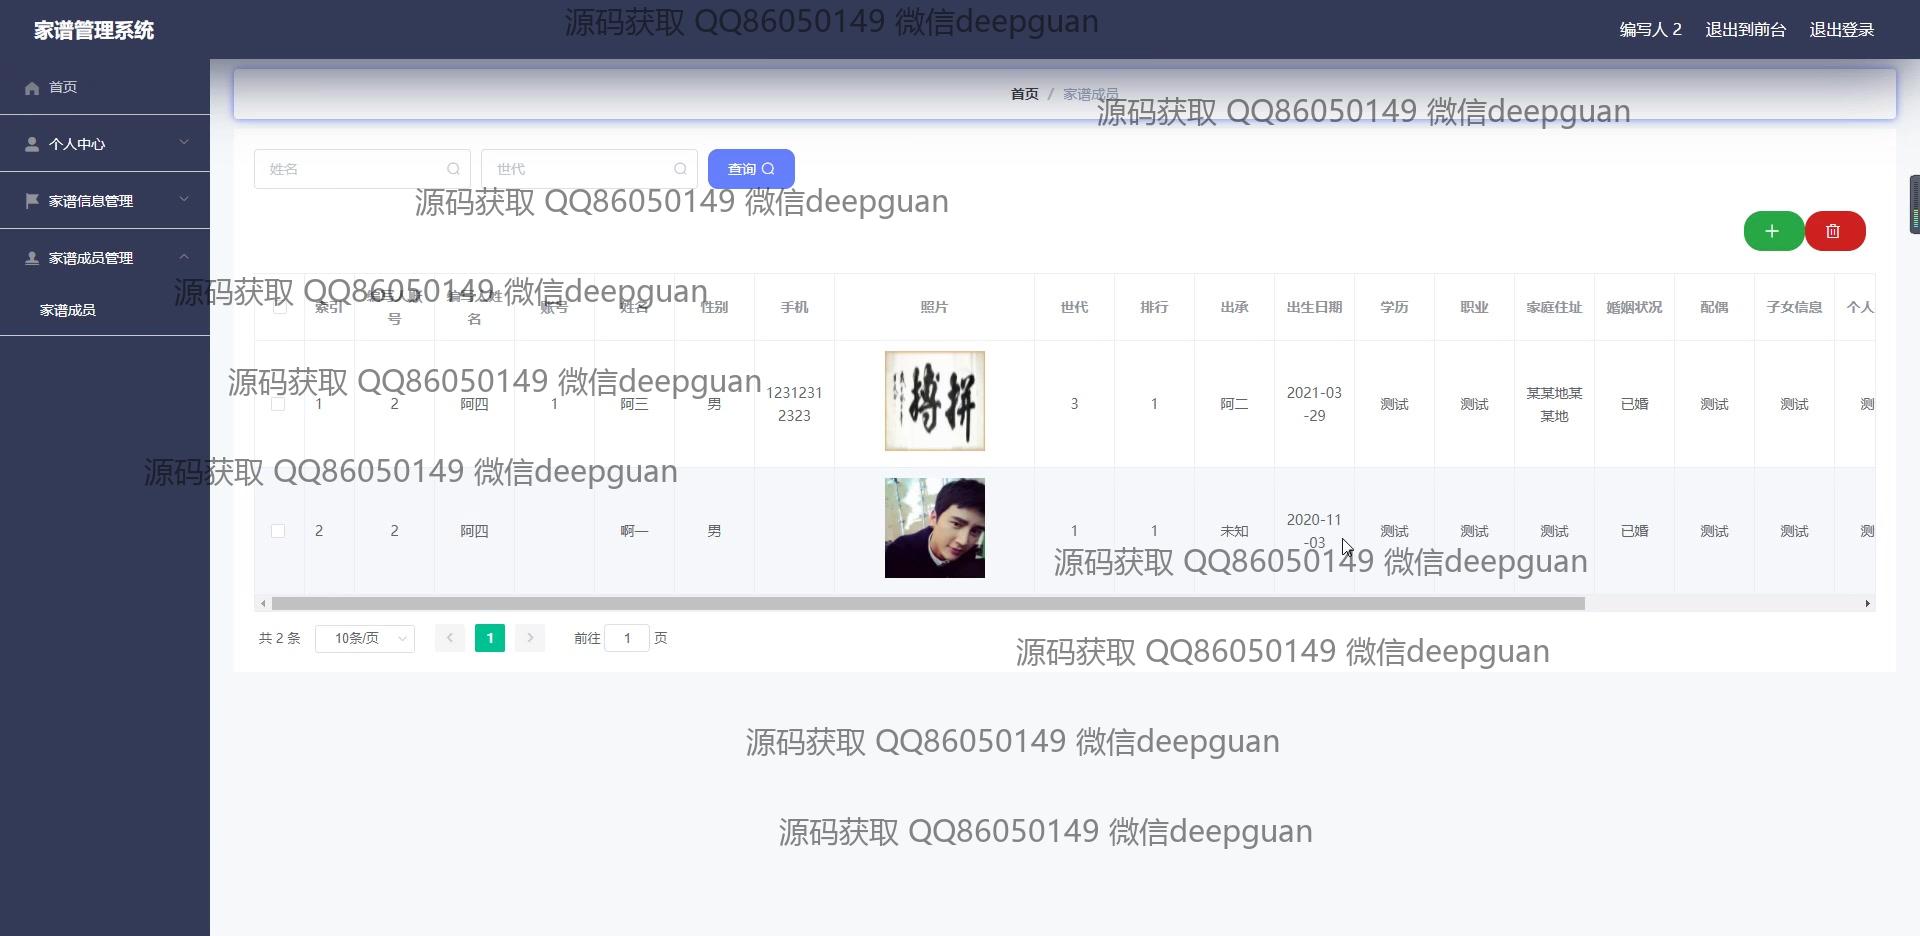 家谱管理系统
源码获取 QQ86050149 微信deepguan
编写人 2 退出到前台 退出登录
首页
首页 / 家谱成员
源码获取 QQ86050149 微信deepguan
个人中心
姓名 世代 查询
家谱信息管理
源码获取 QQ86050149 微信deepguan
家谱成员管理
源码获取 QQ86050149 微信deepguan
家谱成员
索引 编写人账号 编写人姓名 账号 姓名 性别 手机 照片 世代 排行 出承 出生日期 学历 职业 家庭住址 婚姻状况 配偶 子女信息 个人
源码获取 QQ86050149 微信deepguan
1 2 阿四 1 阿三 男 12312312323 拼搏 3 1 阿二 2021-03-29 测试 测试 某某地某某地 已婚 测试 测试 测
源码获取 QQ86050149 微信deepguan
2 2 阿四 啊一 男 1 1 未知 2020-11-03 测试 测试 测试 已婚 测试 测试 测
源码获取 QQ86050149 微信deepguan
共 2 条 10条/页 1 前往 1 页
源码获取 QQ86050149 微信deepguan
源码获取 QQ86050149 微信deepguan
源码获取 QQ86050149 微信deepguan